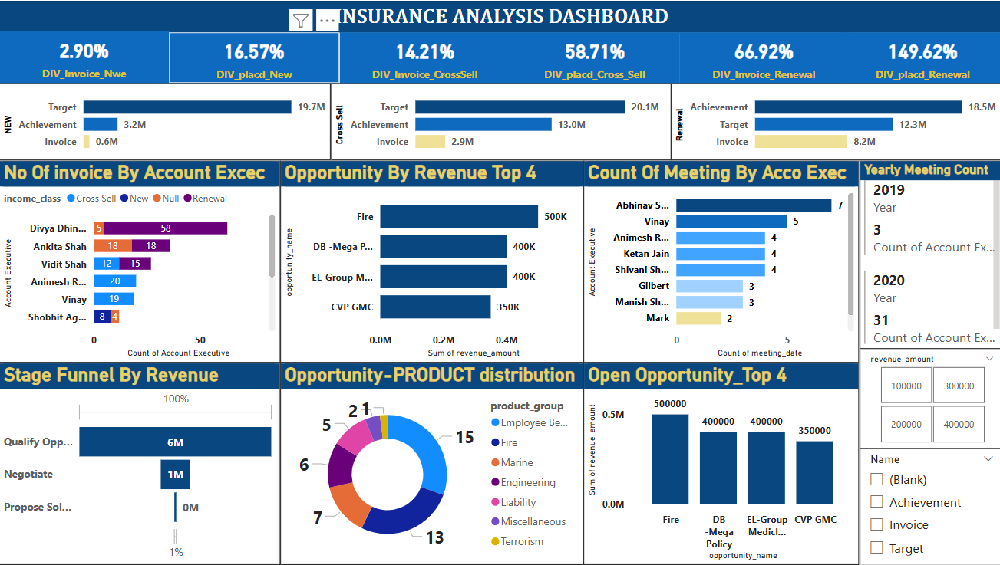 INSURANCE ANALYSIS DASHBOARD
2.90%
DIV_Invoice_Nwe
16.57%
DIV_placd_New
14.21%
DIV_Invoice_CrossSell
58.71%
DIV_placd_Cross_Sell
66.92%
DIV_Invoice_Renewal
149.62%
DIV_placd_Renewal
NEW
Target 19.7M
Achievement 3.2M
Invoice 0.6M
Cross Sell
Target 20.1M
Achievement 13.0M
Invoice 2.9M
Renewal
Achievement 18.5M
Target 12.3M
Invoice 8.2M
No Of invoice By Account Excec
income_class Cross Sell New Null Renewal
Account Executive
Divya Dhin... 5 58
Ankita Shah 18 18
Vidit Shah 12 15
Animesh R... 20
Vinay 19
Shobhit Ag... 8 4
0 50
Count of Account Executive
Opportunity By Revenue Top 4
opportunity_name
Fire 500K
DB -Mega P... 400K
EL-Group M... 400K
CVP GMC 350K
0.0M 0.2M 0.4M
Sum of revenue_amount
Count Of Meeting By Acco Exec
Account Executive
Abhinav S... 7
Vinay 5
Animesh R... 4
Ketan Jain 4
Shivani Sh... 4
Gilbert 3
Manish Sh... 3
Mark 2
0 5
Count of meeting_date
Yearly Meeting Count
2019
Year
3
Count of Account Ex...
2020
Year
31
Count of Account Ex...
revenue_amount
100000 300000
200000 400000
Name
(Blank)
Achievement
Invoice
Target
Stage Funnel By Revenue
100%
Qualify Opp... 6M
Negotiate 1M
Propose Sol... 0M
1%
Opportunity-PRODUCT distribution
15
13
7
6
5
2
1
product_group
Employee Be...
Fire
Marine
Engineering
Liability
Miscellaneous
Terrorism
Open Opportunity_Top 4
Sum of revenue_amount
0.5M
0.0M
500000
400000
400000
350000
Fire
DB
-Mega
Policy
EL-Group
Medicl...
CVP GMC
opportunity_name